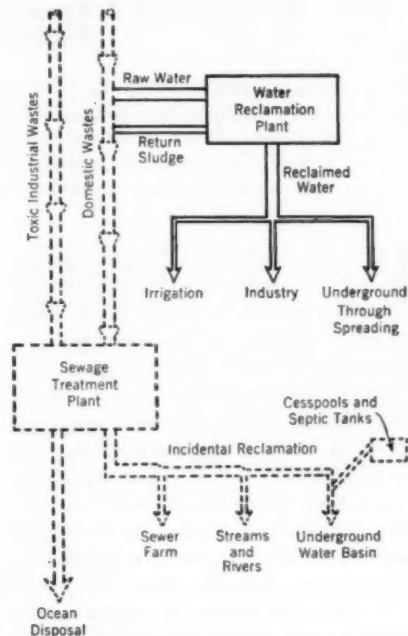 Toxic Industrial Wastes
Domestic Wastes
Raw Water
Water
Reclamation
Plant
Return
Sludge
Reclaimed
Water
Irrigation
Industry
Underground
Through
Spreading
Sewage
Treatment
Plant
Cesspools and
Septic Tanks
Incidental Reclamation
Sewer
Farm
Streams
and
Rivers
Underground
Water Basin
Ocean
Disposal